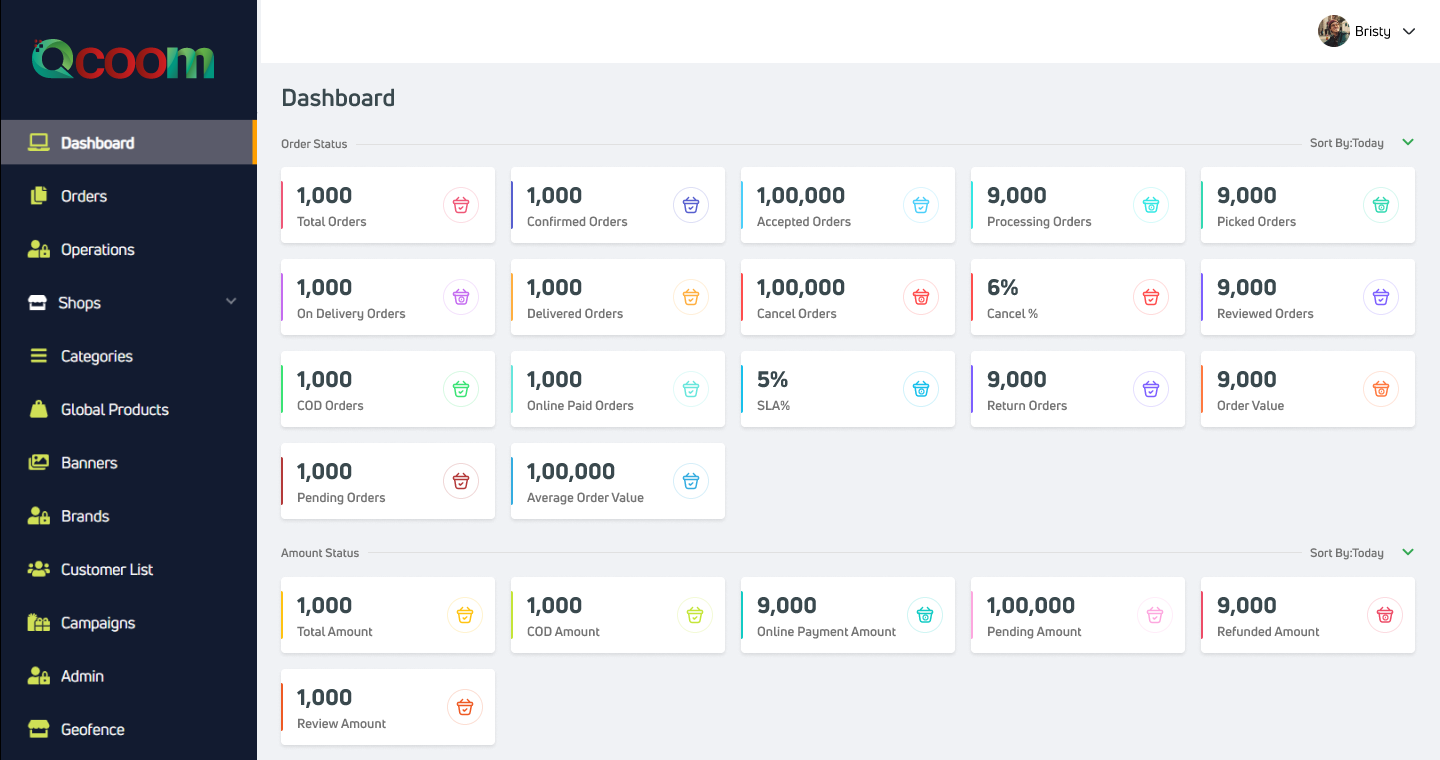 Qcoom
Bristy
Dashboard
Orders
Operations
Shops
Categories
Global Products
Banners
Brands
Customer List
Campaigns
Admin
Geofence
Dashboard
Order Status
Sort By:Today
1,000
Total Orders
1,000
Confirmed Orders
1,00,000
Accepted Orders
9,000
Processing Orders
9,000
Picked Orders
1,000
On Delivery Orders
1,000
Delivered Orders
1,00,000
Cancel Orders
6%
Cancel %
9,000
Reviewed Orders
1,000
COD Orders
1,000
Online Paid Orders
5%
SLA%
9,000
Return Orders
9,000
Order Value
1,000
Pending Orders
1,00,000
Average Order Value
Amount Status
Sort By:Today
1,000
Total Amount
1,000
COD Amount
9,000
Online Payment Amount
1,00,000
Pending Amount
9,000
Refunded Amount
1,000
Review Amount